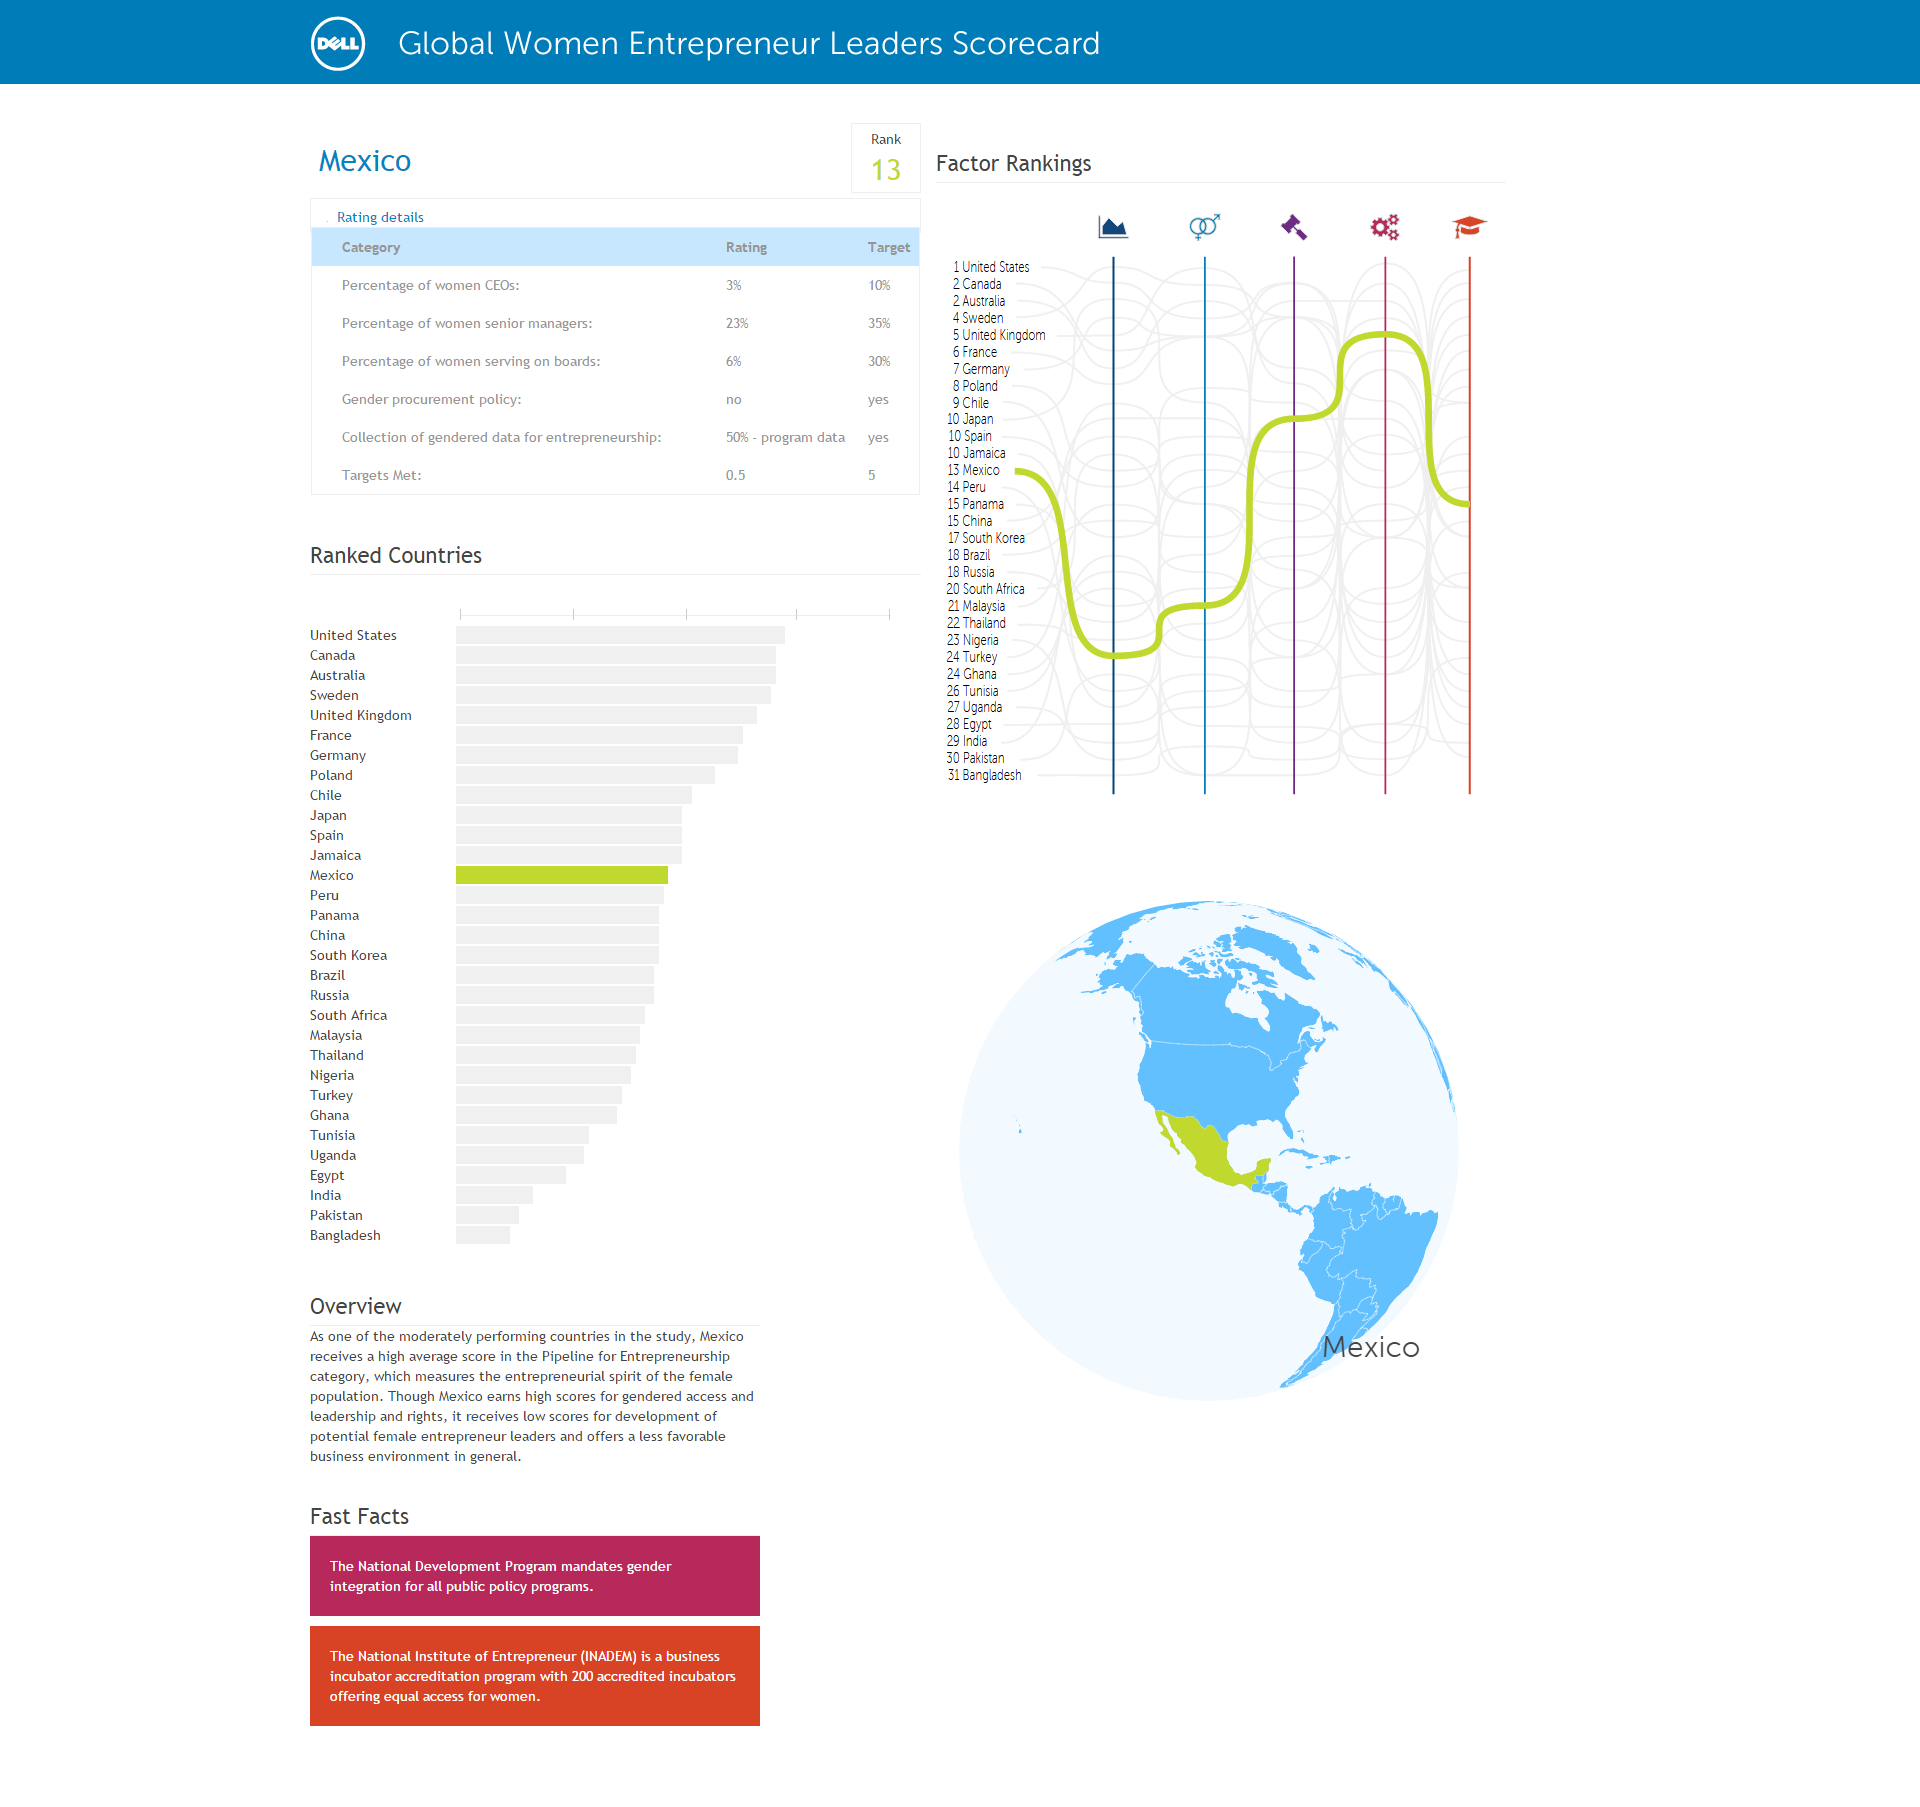 DELL
Global Women Entrepreneur Leaders Scorecard
Mexico
Rank
13
Rating details
Category Rating Target
Percentage of women CEOs: 3% 10%
Percentage of women senior managers: 23% 35%
Percentage of women serving on boards: 6% 30%
Gender procurement policy: no yes
Collection of gendered data for entrepreneurship: 50% - program data yes
Targets Met: 0.5 5
Ranked Countries
United States
Canada
Australia
Sweden
United Kingdom
France
Germany
Poland
Chile
Japan
Spain
Jamaica
Mexico
Peru
Panama
China
South Korea
Brazil
Russia
South Africa
Malaysia
Thailand
Nigeria
Turkey
Ghana
Tunisia
Uganda
Egypt
India
Pakistan
Bangladesh
Overview
As one of the moderately performing countries in the study, Mexico
receives a high average score in the Pipeline for Entrepreneurship
category, which measures the entrepreneurial spirit of the female
population. Though Mexico earns high scores for gendered access and
leadership and rights, it receives low scores for development of
potential female entrepreneur leaders and offers a less favorable
business environment in general.
Fast Facts
The National Development Program mandates gender
integration for all public policy programs.
The National Institute of Entrepreneur (INADEM) is a business
incubator accreditation program with 200 accredited incubators
offering equal access for women.
Factor Rankings
1 United States
2 Canada
2 Australia
4 Sweden
5 United Kingdom
6 France
7 Germany
8 Poland
9 Chile
10 Japan
10 Spain
10 Jamaica
13 Mexico
14 Peru
15 Panama
15 China
17 South Korea
18 Brazil
18 Russia
20 South Africa
21 Malaysia
22 Thailand
23 Nigeria
24 Turkey
24 Ghana
26 Tunisia
27 Uganda
28 Egypt
29 India
30 Pakistan
31 Bangladesh
Mexico